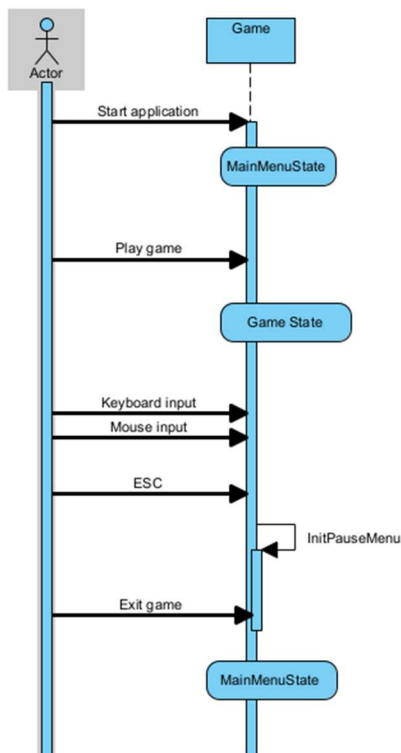 Game
Actor
Start application
MainMenuState
Play game
Game State
Keyboard input
Mouse input
ESC
InitPauseMenu
Exit game
MainMenuState